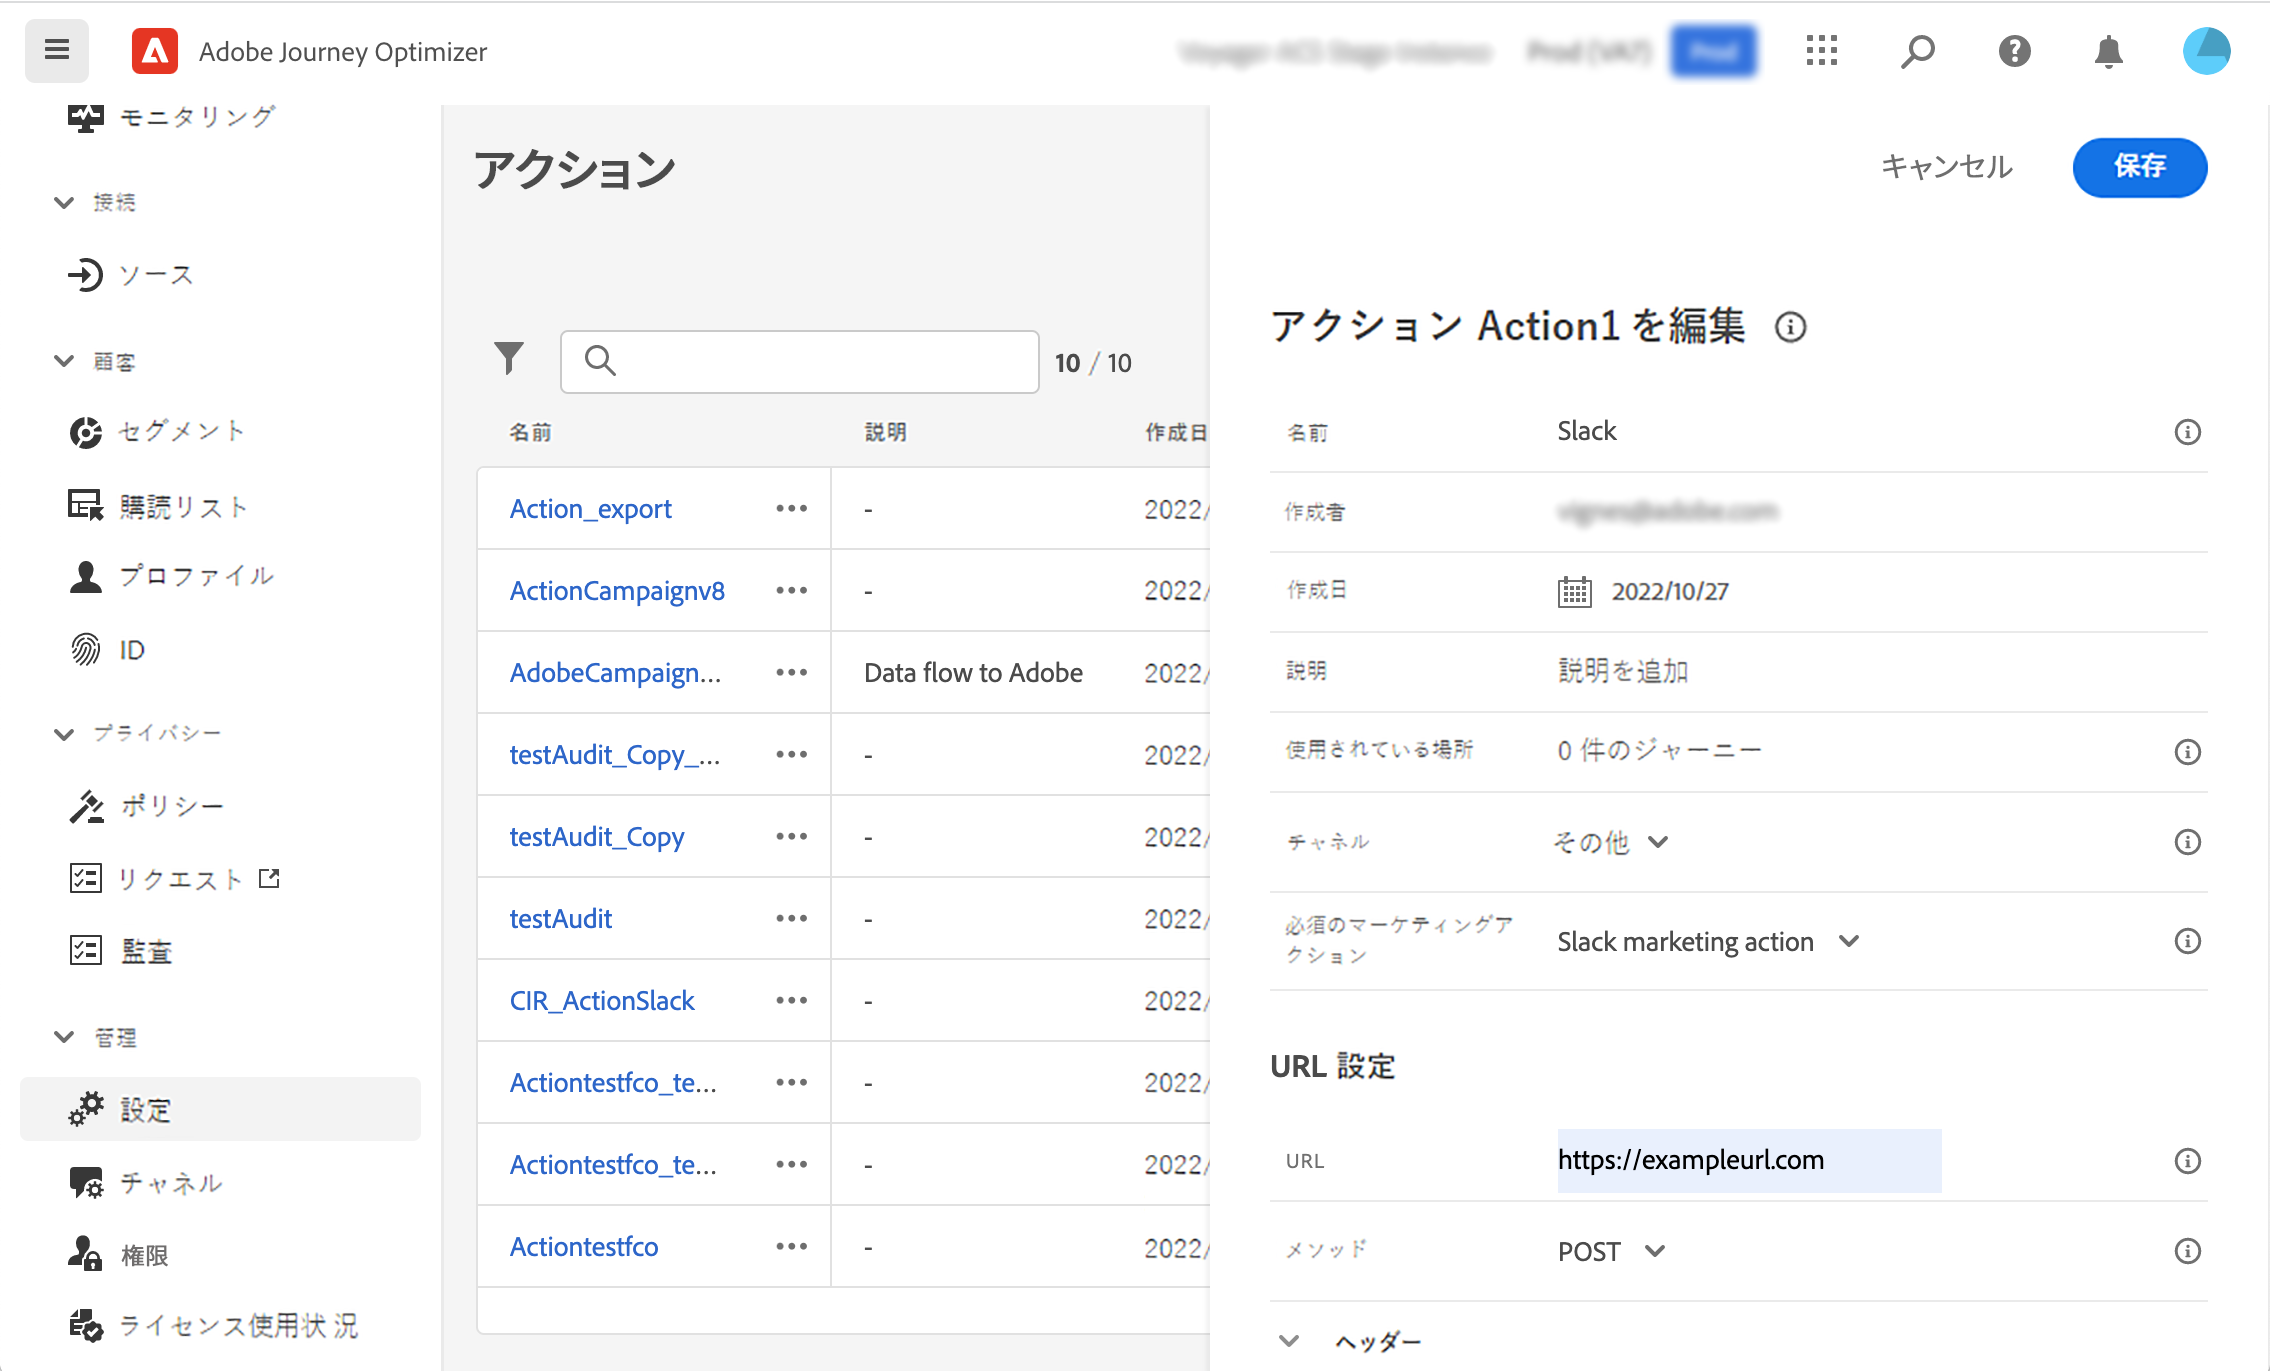 Adobe Journey Optimizer
モニタリング
接続
ソース
顧客
セグメント
購読リスト
プロファイル
ID
プライバシー
ポリシー
リクエスト
監査
管理
設定
チャネル
権限
ライセンス使用状 況
アクション
10 / 10
名前 説明 作成日
Action_export ••• - 2022/
ActionCampaignv8 ••• - 2022/
AdobeCampaign... ••• Data flow to Adobe 2022/
testAudit_Copy_... ••• - 2022/
testAudit_Copy ••• - 2022/
testAudit ••• - 2022/
CIR_ActionSlack ••• - 2022/
Actiontestfco_te... ••• - 2022/
Actiontestfco_te... ••• - 2022/
Actiontestfco ••• - 2022/
キャンセル 保存
アクション Action1 を編集
名前 Slack
作成者
作成日 2022/10/27
説明 説明を追加
使用されている場所 0 件のジャーニー
チャネル その他
必須のマーケティングア
クション
Slack marketing action
URL 設定
URL https://exampleurl.com
メソッド POST
ヘッダー